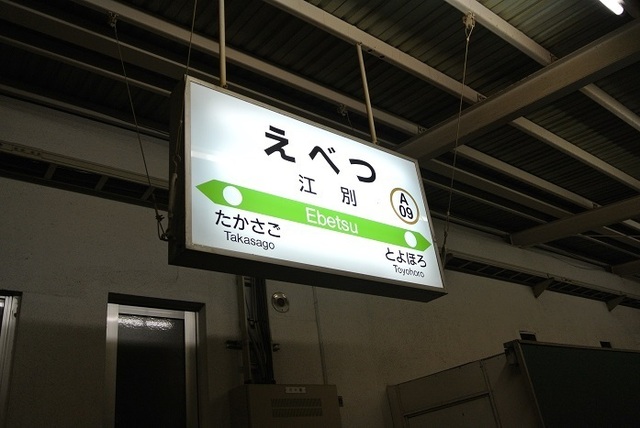 えべつ
江別
A
09
Ebetsu
たかさご
Takasago
とよほろ
Toyohoro